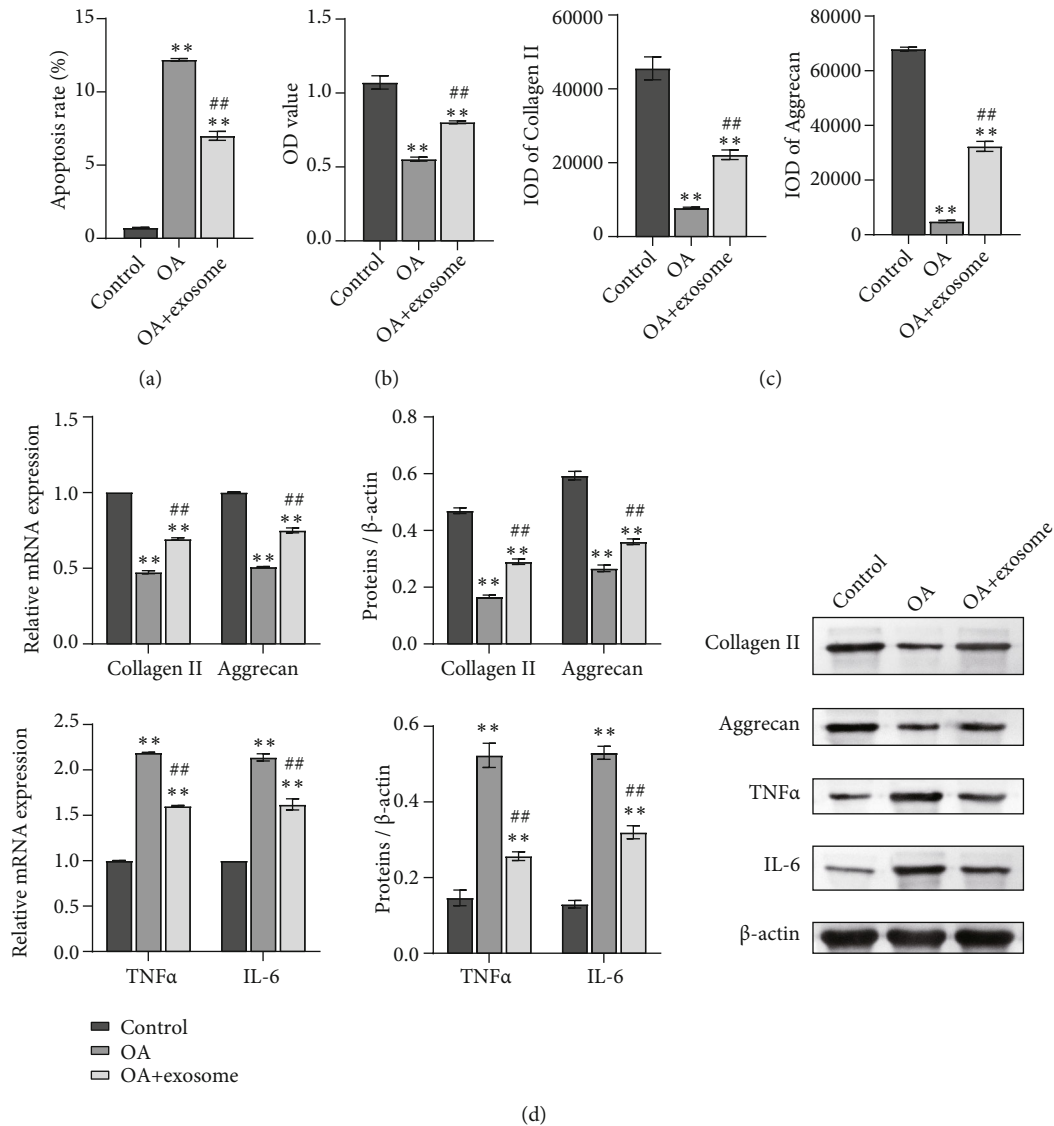 Apoptosis rate (%)
15
10
5
0
**
##
**
Control
OA
OA+exosome
(a)
OD value
1.5
1.0
0.5
0.0
**
##
**
Control
OA
OA+exosome
(b)
IOD of Collagen II
60000
40000
20000
0
**
##
**
Control
OA
OA+exosome
IOD of Aggrecan
80000
60000
40000
20000
0
**
##
**
Control
OA
OA+exosome
(c)
Relative mRNA expression
1.5
1.0
0.5
0.0
**
##
**
**
##
**
Collagen II Aggrecan
Proteins / β-actin
0.8
0.6
0.4
0.2
0.0
**
##
**
**
##
**
Collagen II Aggrecan
Relative mRNA expression
2.5
2.0
1.5
1.0
0.5
0.0
**
##
**
**
##
**
TNFα IL-6
Proteins / β-actin
0.6
0.4
0.2
0.0
**
##
**
**
##
**
TNFα IL-6
Control OA OA+exosome
Collagen II
Aggrecan
TNFα
IL-6
β-actin
Control
OA
OA+exosome
(d)